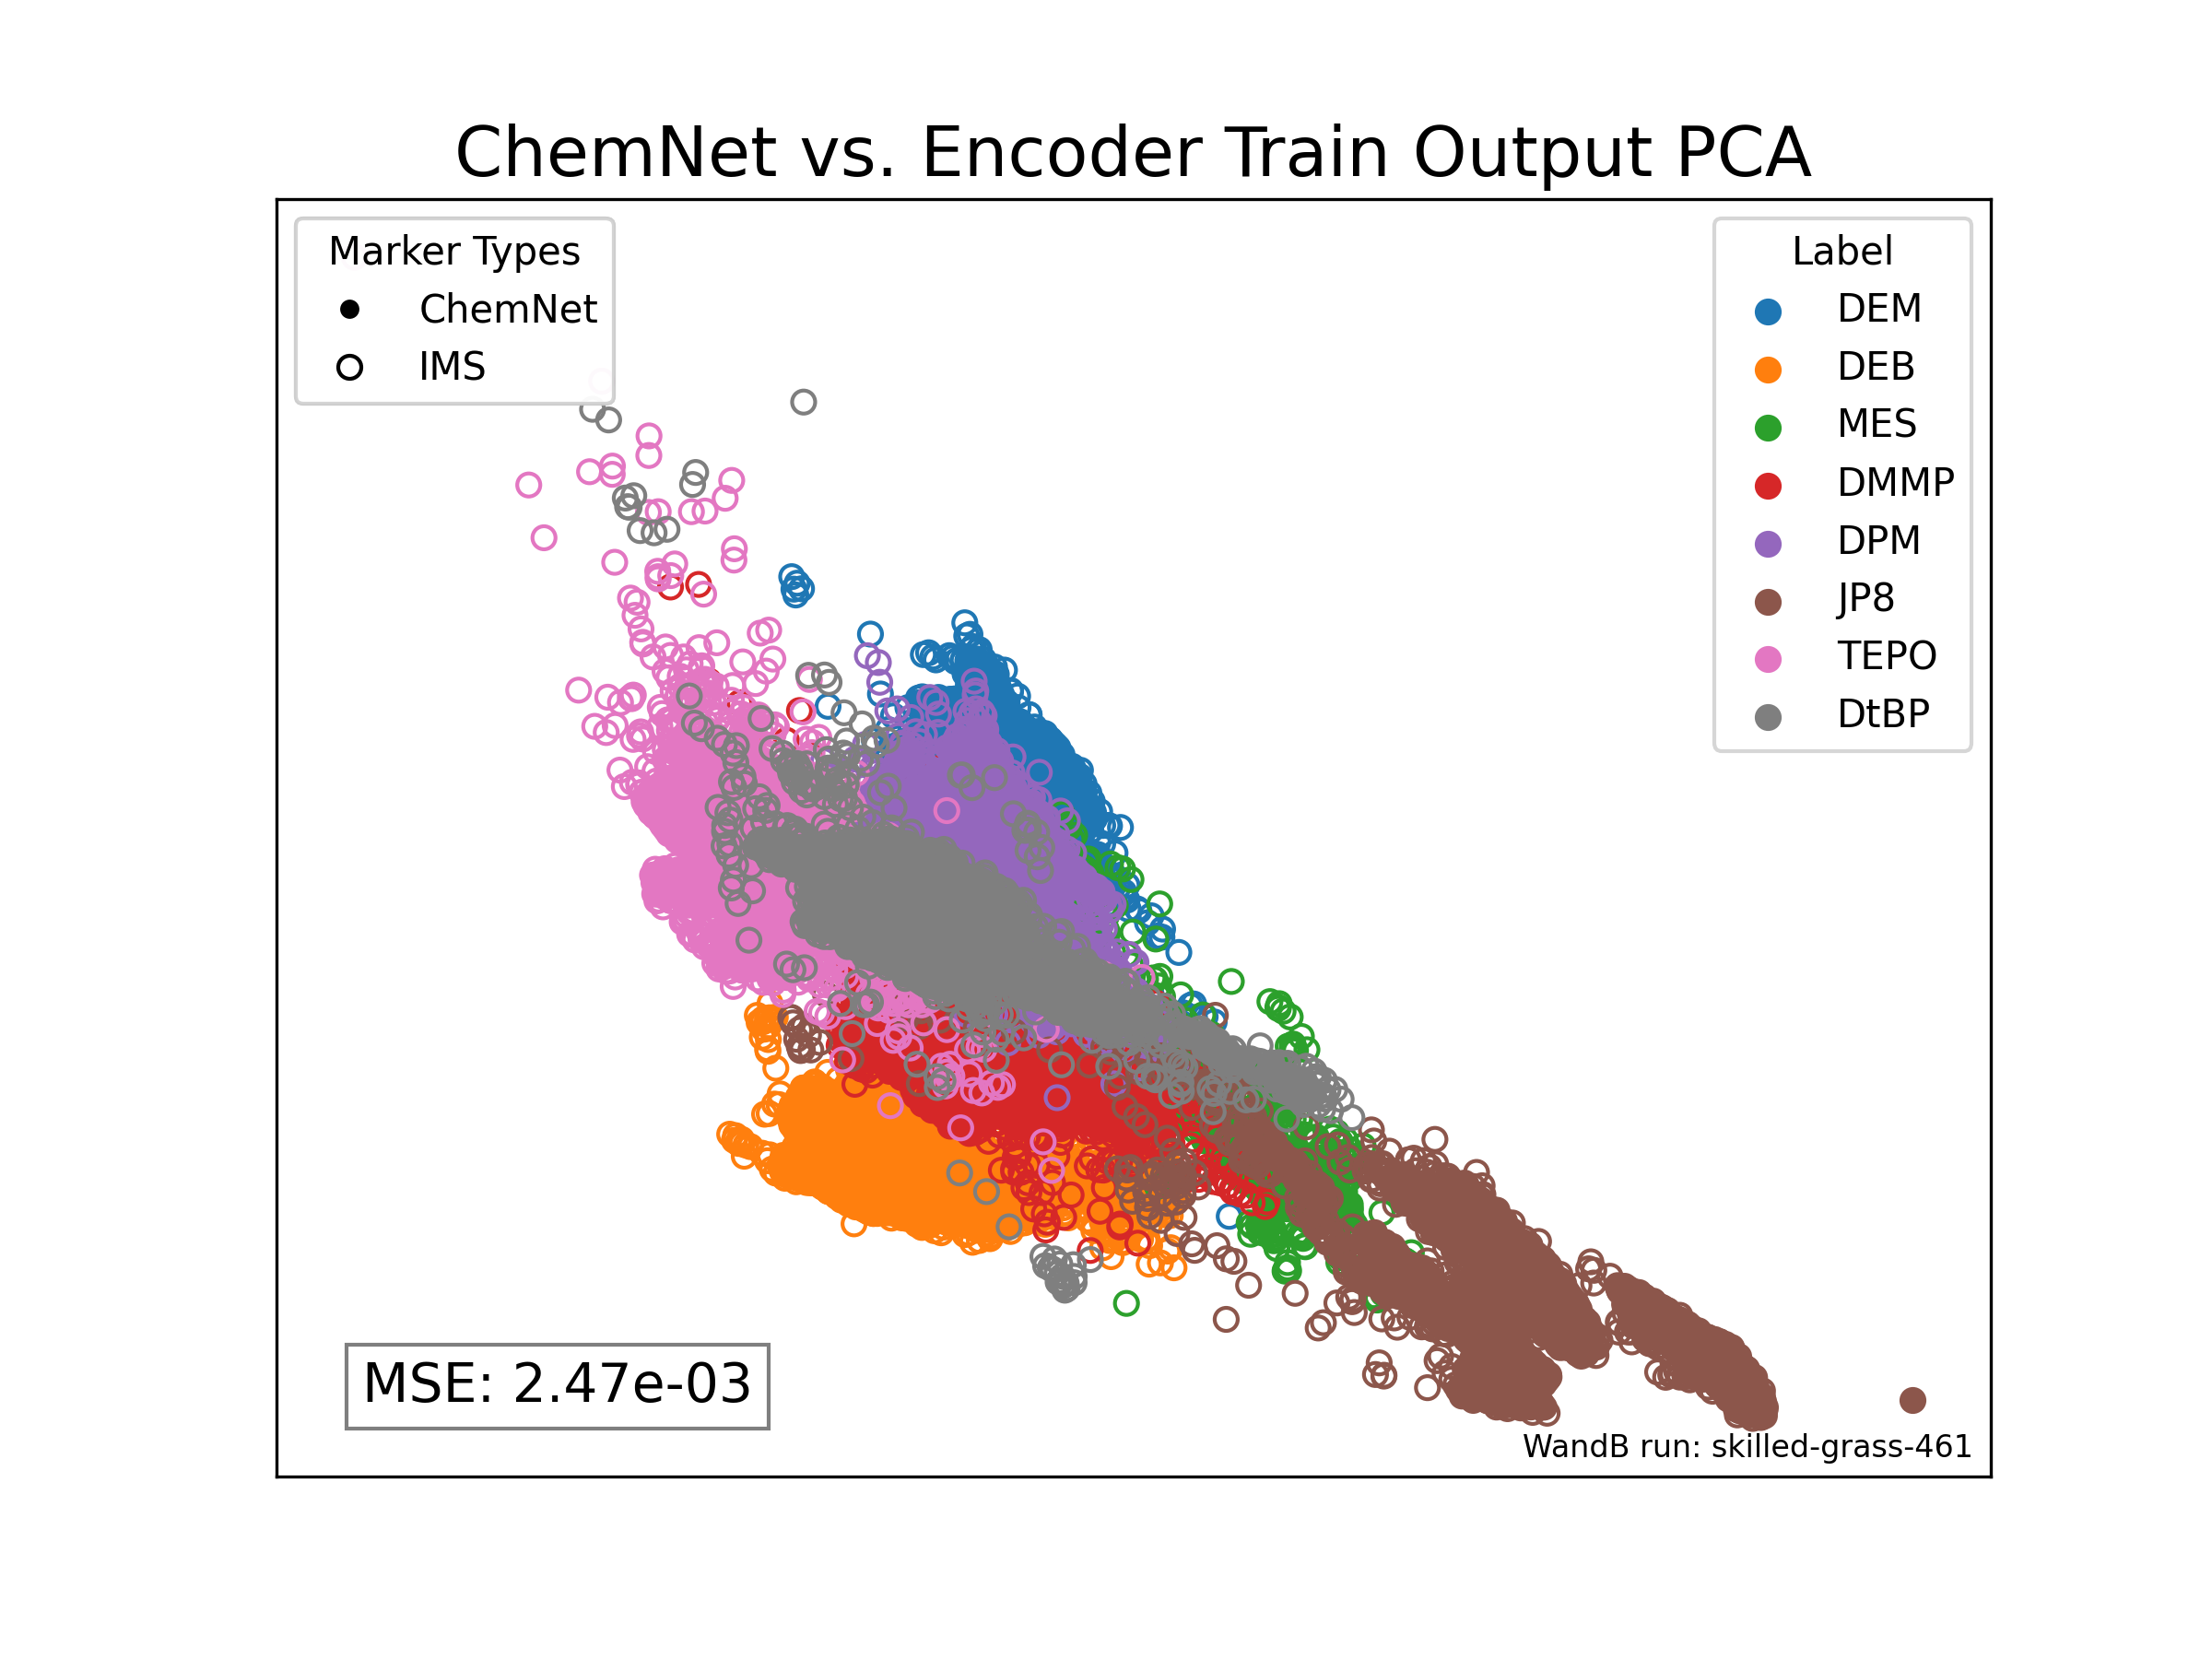 ChemNet vs. Encoder Train Output PCA
Marker Types
ChemNet
IMS
Label
DEM
DEB
MES
DMMP
DPM
JP8
TEPO
DtBP
MSE: 2.47e-03
WandB run: skilled-grass-461